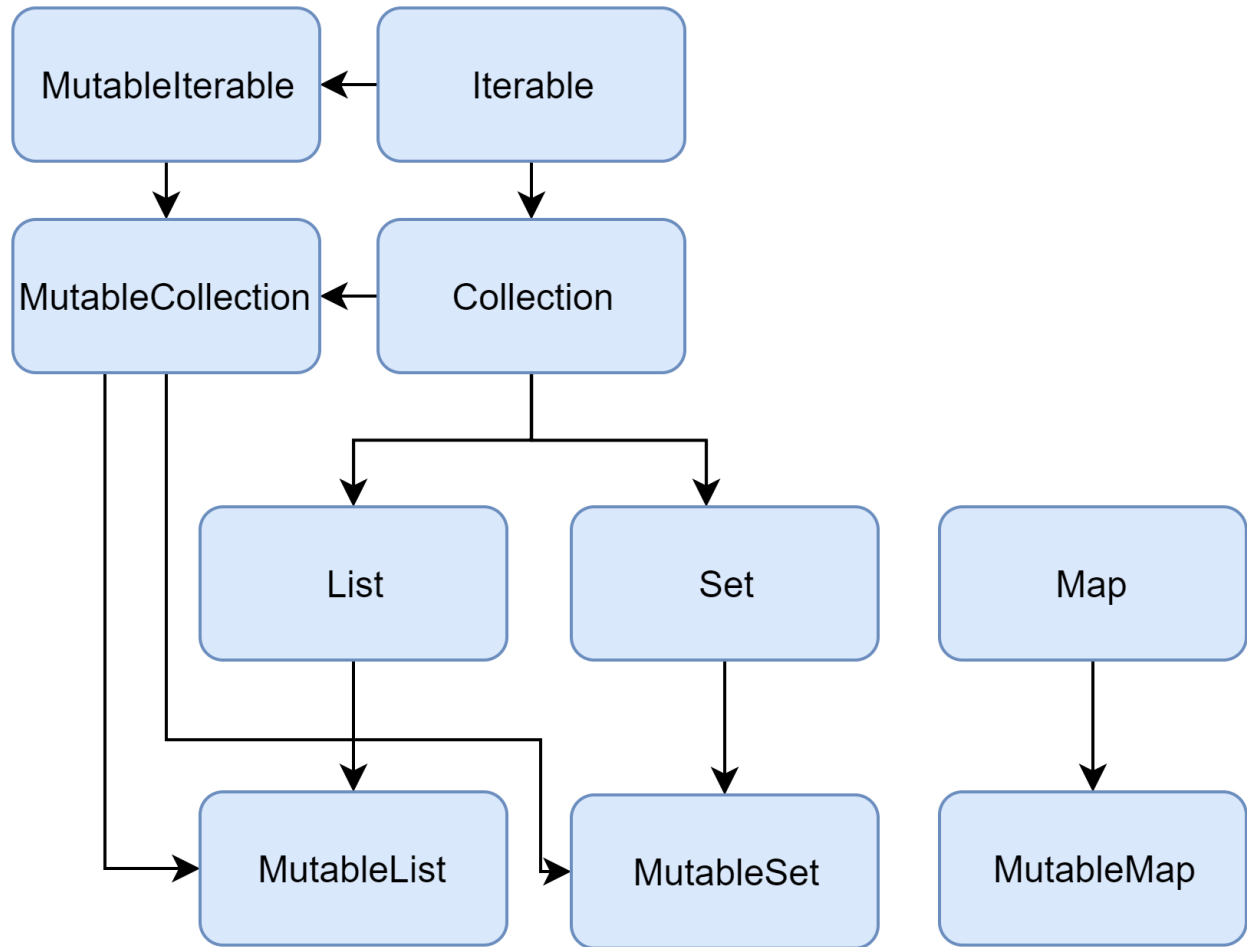 MutableIterable
Iterable
MutableCollection
Collection
List
Set
Map
MutableList
MutableSet
MutableMap